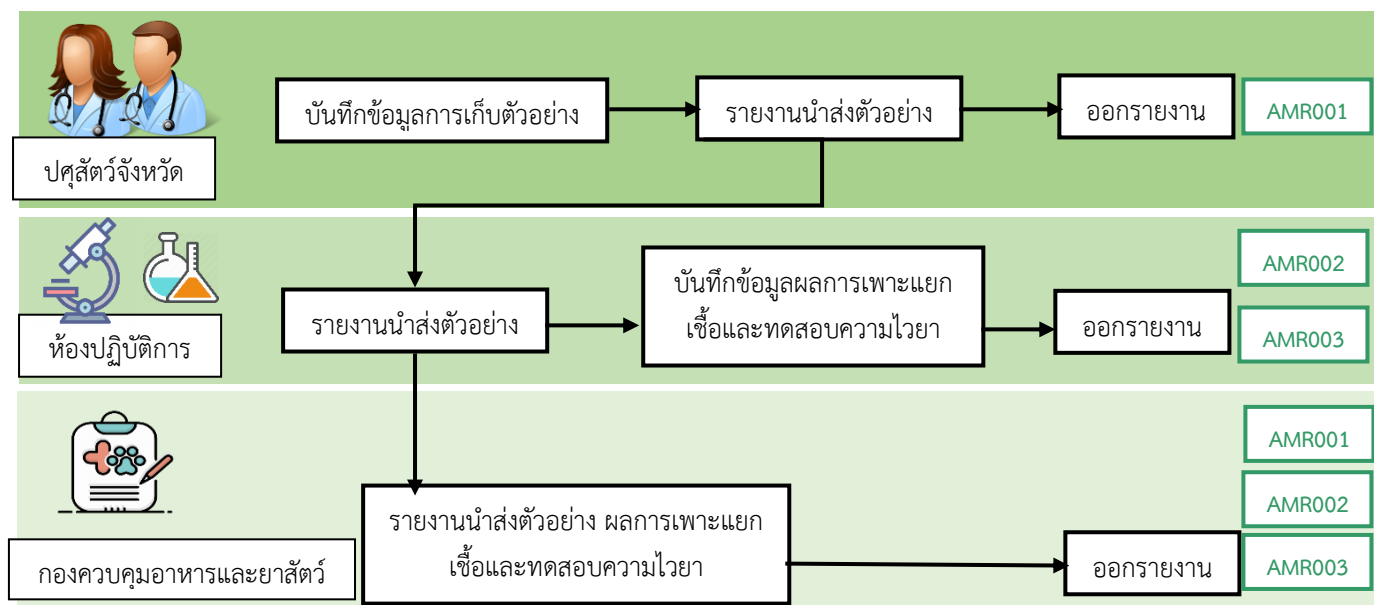 บันทึกข้อมูลการเก็บตัวอย่าง
รายงานนำส่งตัวอย่าง
ออกรายงาน
AMR001
ปศุสัตว์จังหวัด
AMR002
บันทึกข้อมูลผลการเพาะแยก
เชื้อและทดสอบความไวยา
รายงานนำส่งตัวอย่าง
ออกรายงาน
AMR003
ห้องปฏิบัติการ
AMR001
AMR002
รายงานนำส่งตัวอย่าง ผลการเพาะแยก
เชื้อและทดสอบความไวยา
ออกรายงาน
AMR003
กองควบคุมอาหารและยาสัตว์